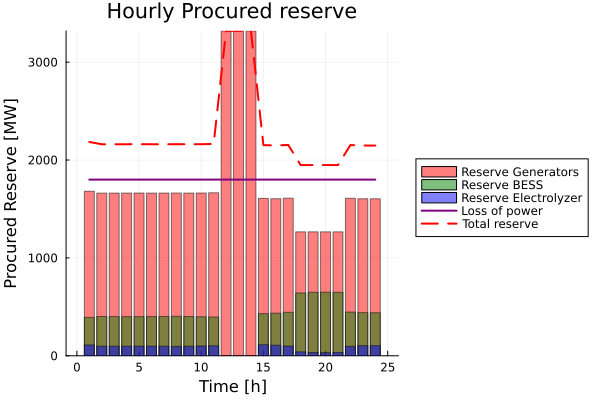 Hourly Procured reserve
Procured Reserve [MW]
3000
2000
1000
0
0 5 10 15 20 25
Time [h]
Reserve Generators
Reserve BESS
Reserve Electrolyzer
Loss of power
Total reserve